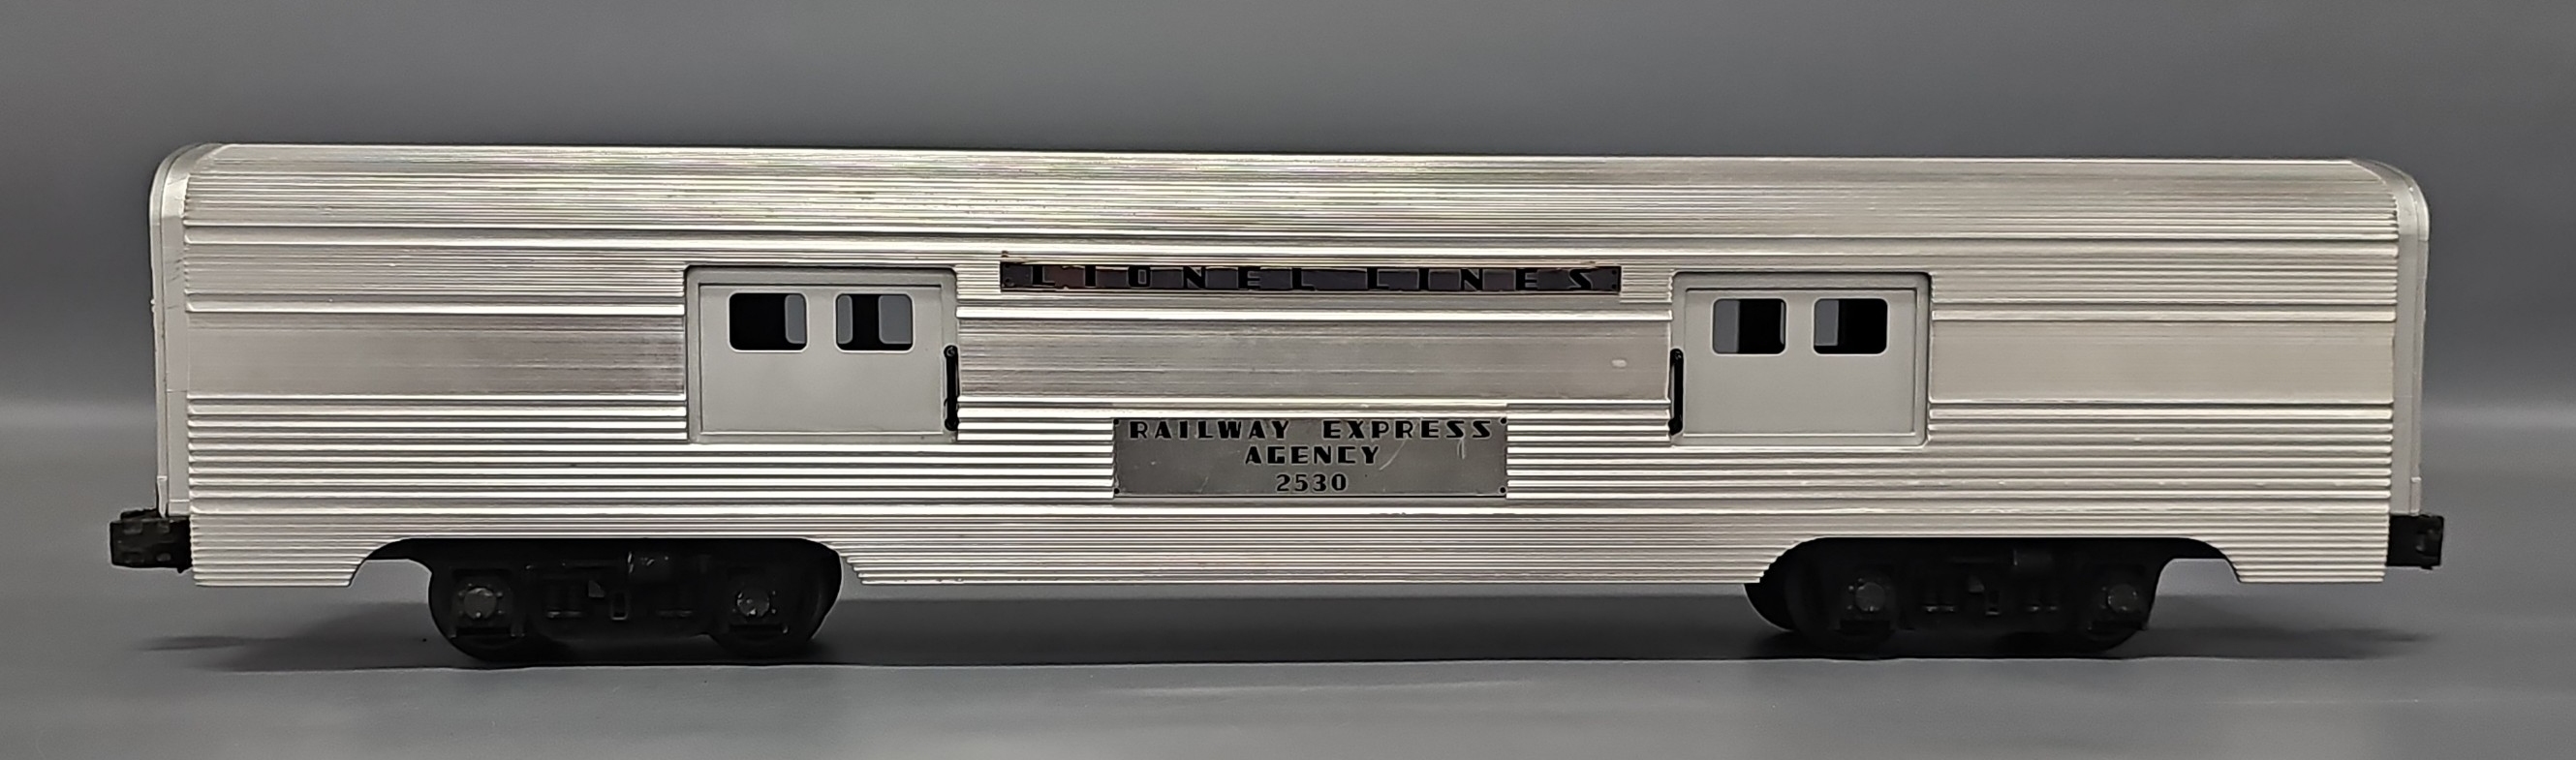 LIONEL LINES
RAILWAY EXPRESS
AGENCY
2530